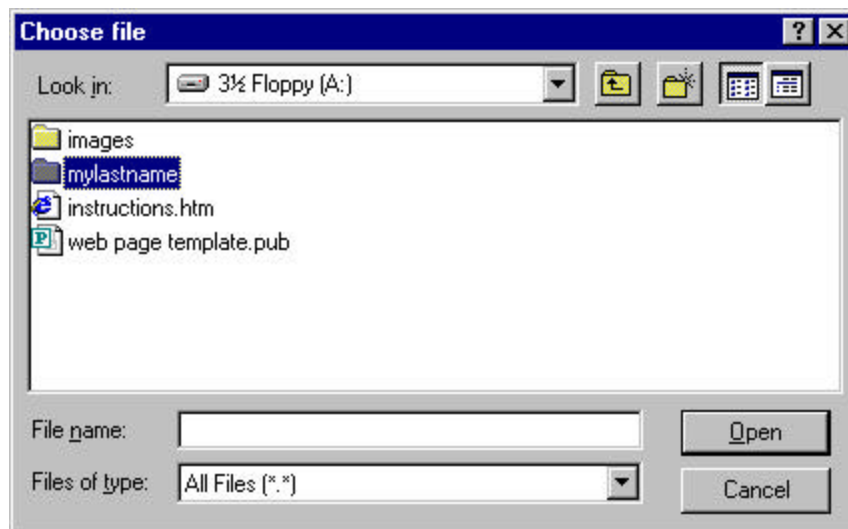 Choose file
Look in: 3½ Floppy (A:)
images
mylastname
instructions.htm
web page template.pub
File name: Open
Files of type: All Files (*.*) Cancel